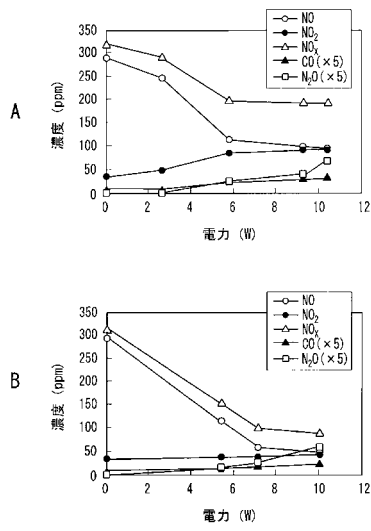 A
濃度 (ppm)
350
300
250
200
150
100
50
0
0 2 4 6 8 10 12
電力 (W)
NO
NO2
NOX
CO(×5)
N2O(×5)
B
濃度 (ppm)
350
300
250
200
150
100
50
0
0 2 4 6 8 10 12
電力 (W)
NO
NO2
NOX
CO(×5)
N2O(×5)